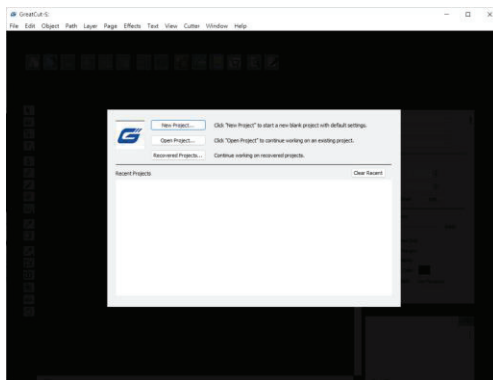 GreatCut-S:
File Edit Object Path Layer Page Effects Text View Cutter Window Help
New Project... Click "New Project" to start a new blank project with default settings.
Open Project... Click "Open Project" to continue working on an existing project.
Recovered Projects... Continue working on recovered projects.
Recent Projects Clear Recent